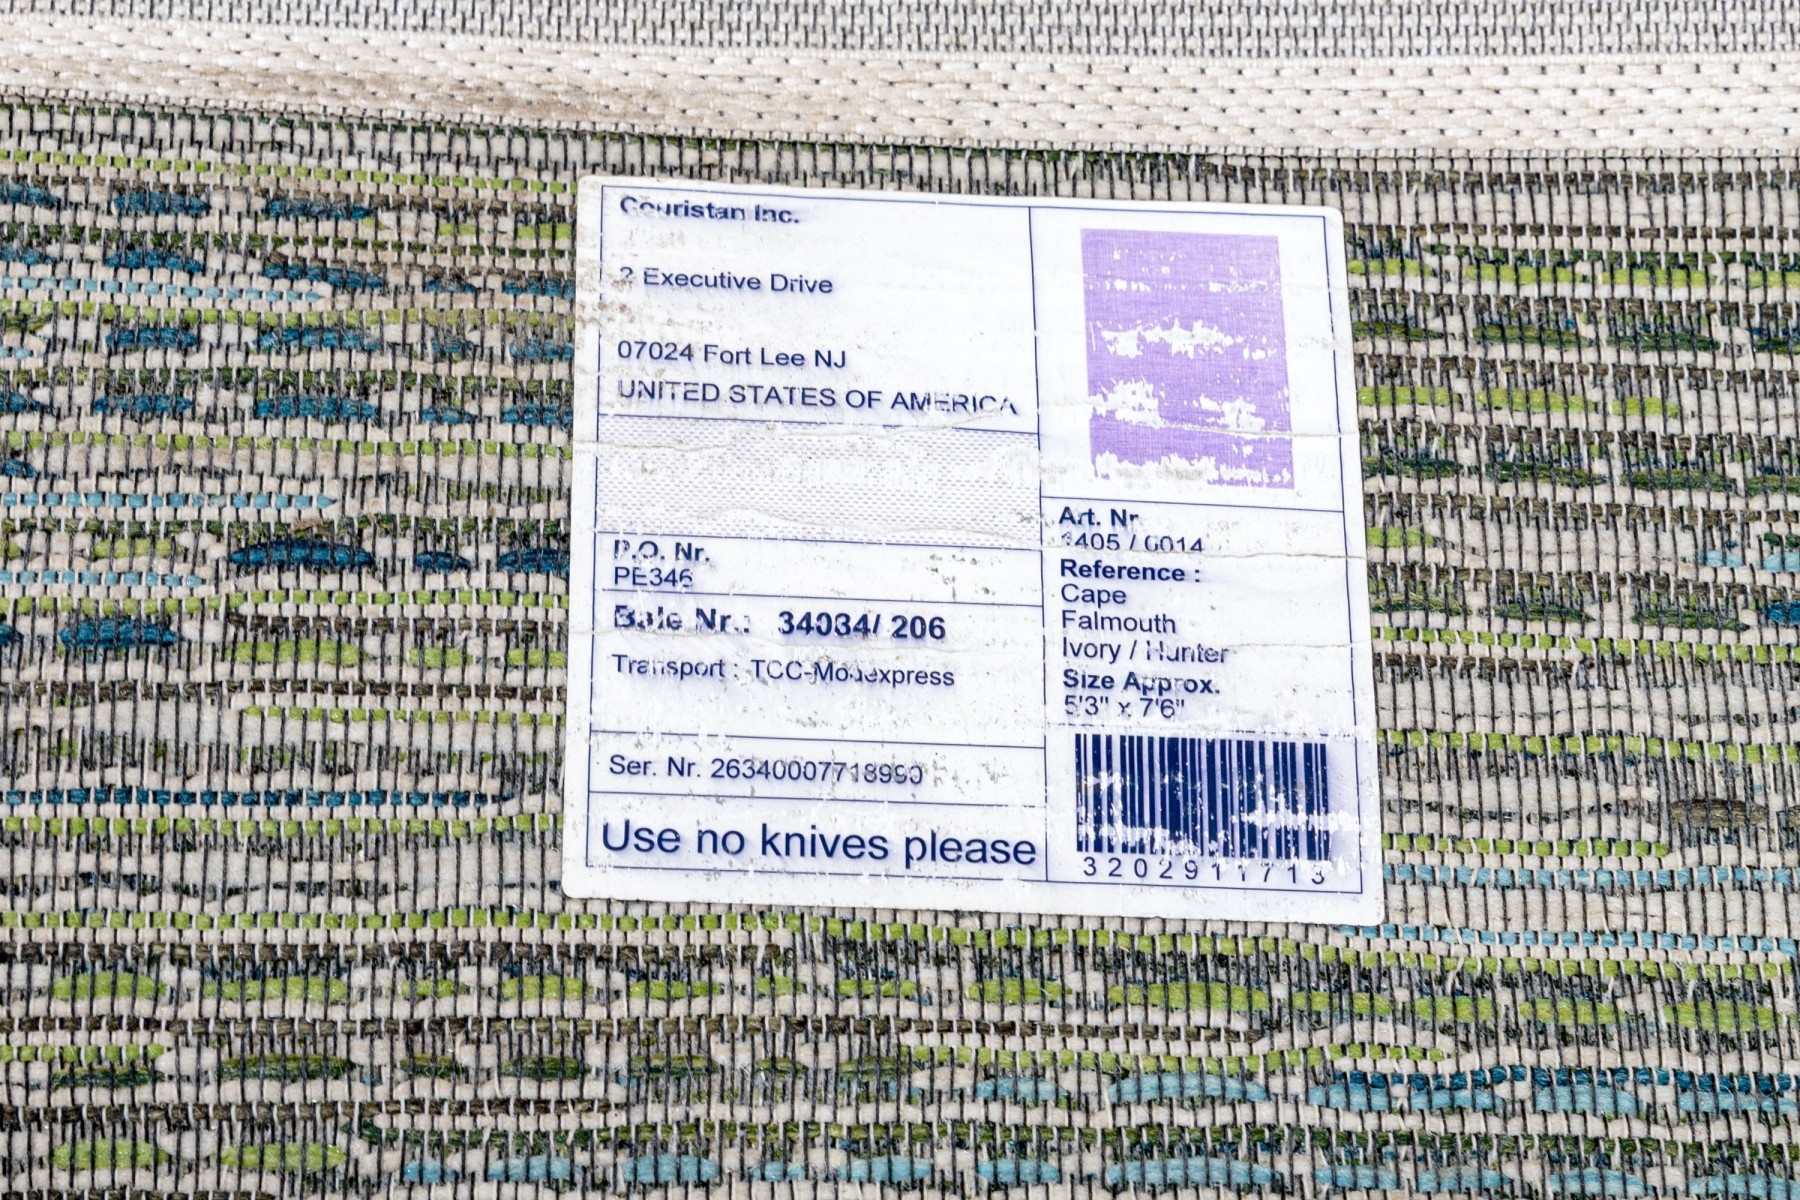 Couristan Inc.
2 Executive Drive
07024 Fort Lee NJ
UNITED STATES OF AMERICA
P.O. Nr.
PE346
Bale Nr.: 34034/ 206
Transport : TCC-Modexpress
Ser. Nr. 26340007718990
Use no knives please
Art. Nr
/ 0014
Reference :
Cape
Falmouth
Ivory / Hunter
Size Approx.
5'3" x 7'6"
3202911713